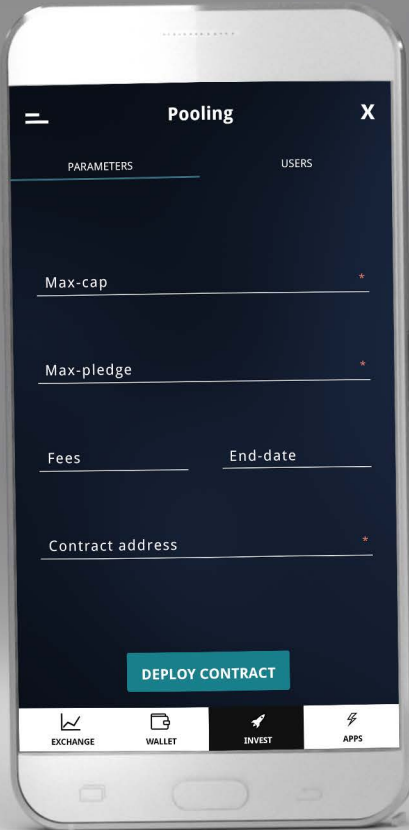 Pooling X
PARAMETERS USERS
Max-cap *
Max-pledge *
Fees End-date
Contract address *
DEPLOY CONTRACT
EXCHANGE WALLET INVEST APPS